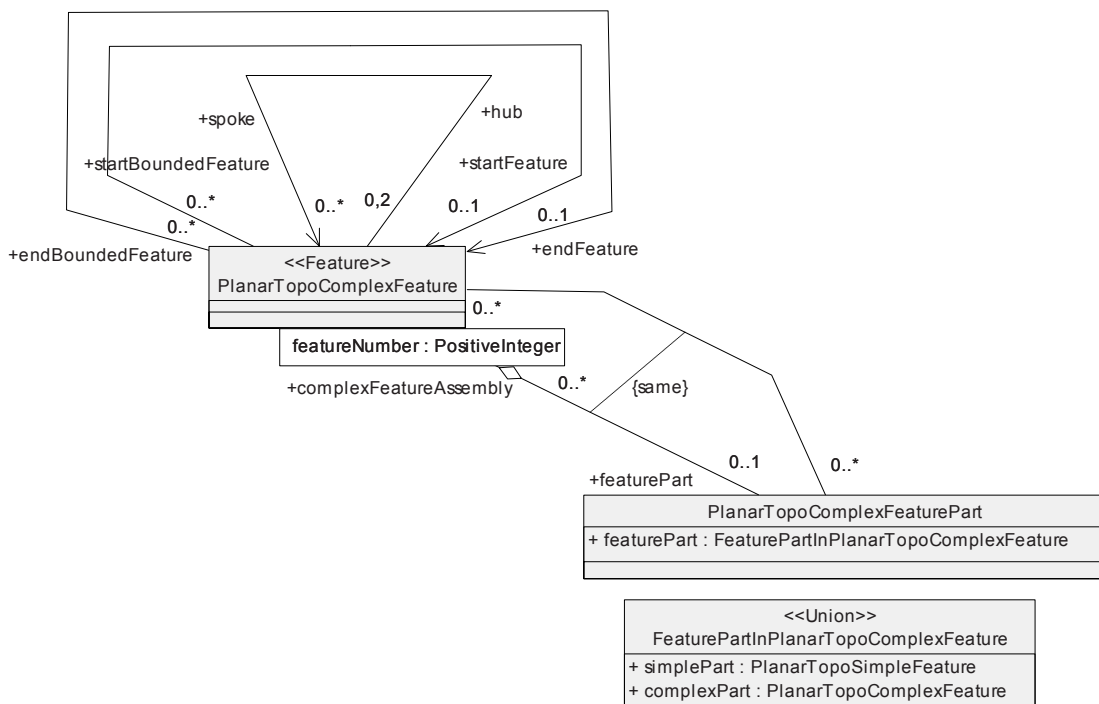 +spoke
+hub
+startBoundedFeature
+startFeature
0..*
0..*
0,2
0..1
0..*
0..1
+endBoundedFeature
+endFeature
<<Feature>>
PlanarTopoComplexFeature
0..*
featureNumber : PositiveInteger
+complexFeatureAssembly
0..*
{same}
0..1
0..*
+featurePart
PlanarTopoComplexFeaturePart
+ featurePart : FeaturePartInPlanarTopoComplexFeature
<<Union>>
FeaturePartInPlanarTopoComplexFeature
+ simplePart : PlanarTopoSimpleFeature
+ complexPart : PlanarTopoComplexFeature